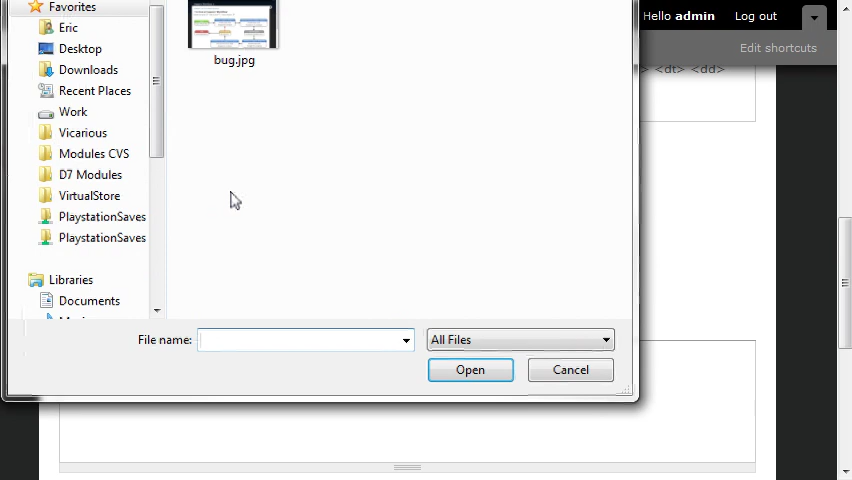 Favorites
Eric
Desktop
Downloads
Recent Places
Work
Vicarious
Modules CVS
D7 Modules
VirtualStore
PlaystationSaves
PlaystationSaves
Libraries
Documents
bug.jpg
File name:
All Files
Open
Cancel
Hello admin
Log out
Edit shortcuts
<dt> <dd>